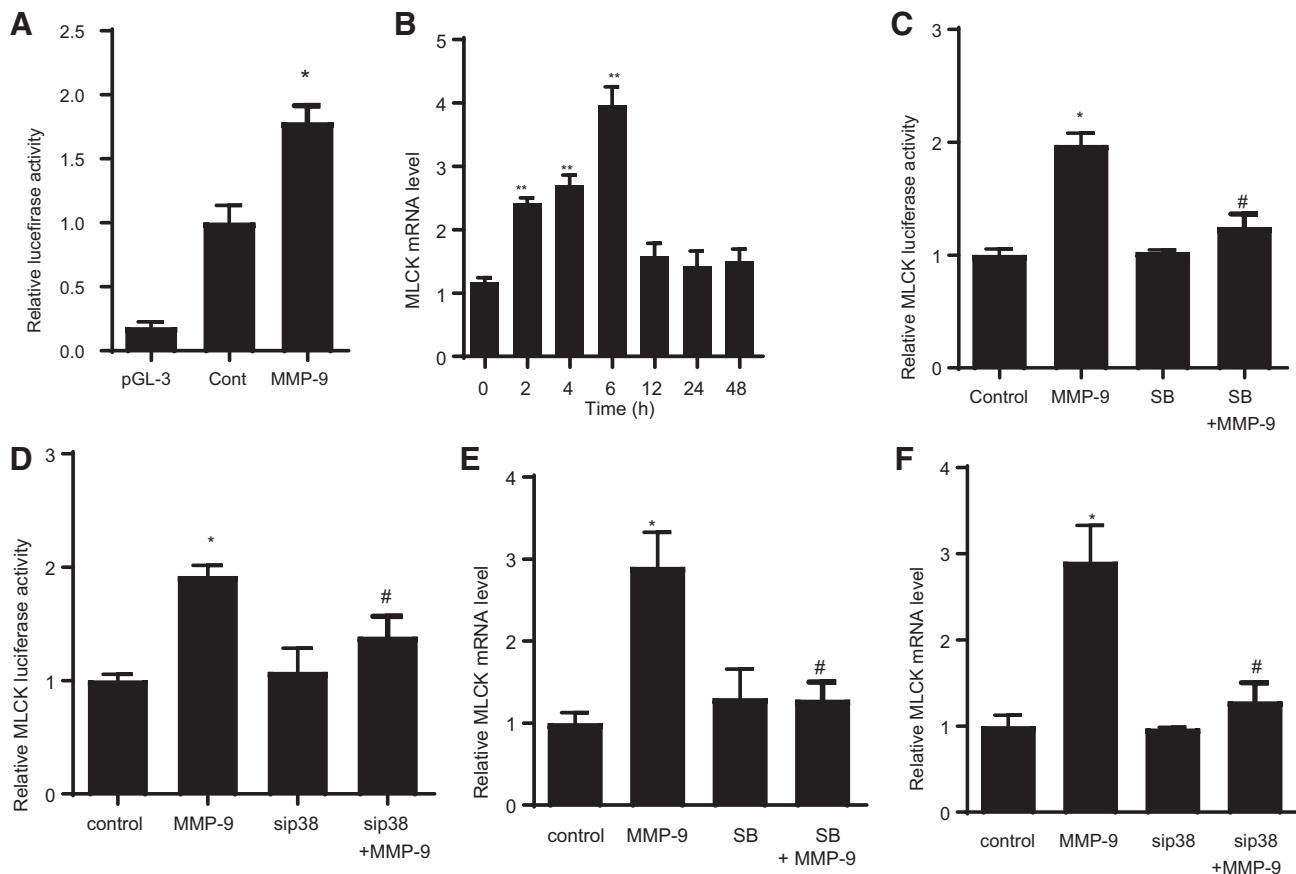 A
Relative lucefirase activity
2.5
2.0
1.5
1.0
0.5
0.0
*
pGL-3 Cont MMP-9
B
MLCK mRNA level
5
4
3
2
1
0
** ** **
0 2 4 6 12 24 48
Time (h)
C
Relative MLCK luciferase activity
3
2
1
0
* #
Control MMP-9 SB SB
+MMP-9
D
Relative MLCK luciferase activity
3
2
1
0
* #
control MMP-9 sip38 sip38
+MMP-9
E
Relative MLCK mRNA level
4
3
2
1
0
* #
control MMP-9 SB SB
+ MMP-9
F
Relative MLCK mRNA level
4
3
2
1
0
* #
control MMP-9 sip38 sip38
+MMP-9